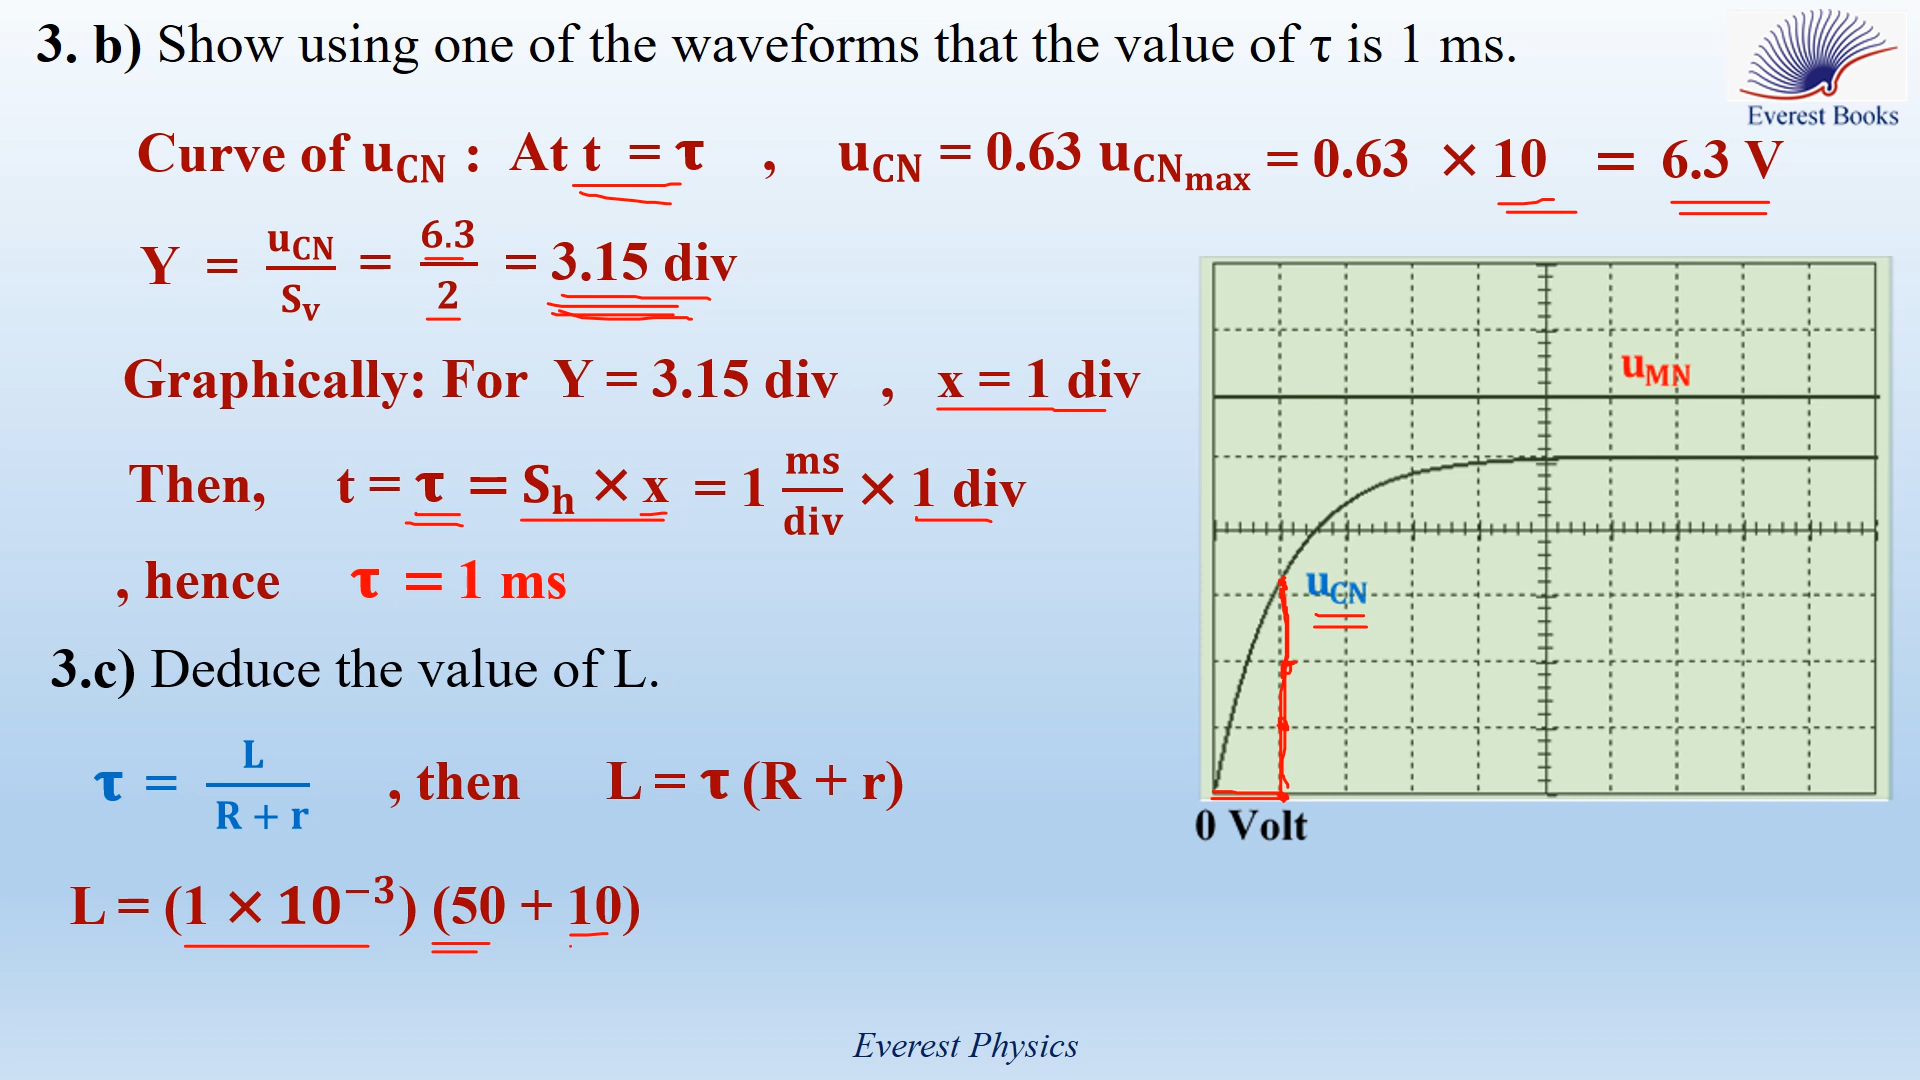 3. b) Show using one of the waveforms that the value of τ is 1 ms.
Everest Books
Curve of uCN : At t = τ , uCN = 0.63 uCNmax = 0.63 × 10 = 6.3 V
Y = uCN/Sv = 6.3/2 = 3.15 div
Graphically: For Y = 3.15 div , x = 1 div
Then, t = τ = Sh × x = 1 ms/div × 1 div
, hence τ = 1 ms
3.c) Deduce the value of L.
τ = L/(R + r) , then L = τ (R + r)
L = (1 × 10⁻³) (50 + 10)
uMN
uCN
0 Volt
Everest Physics